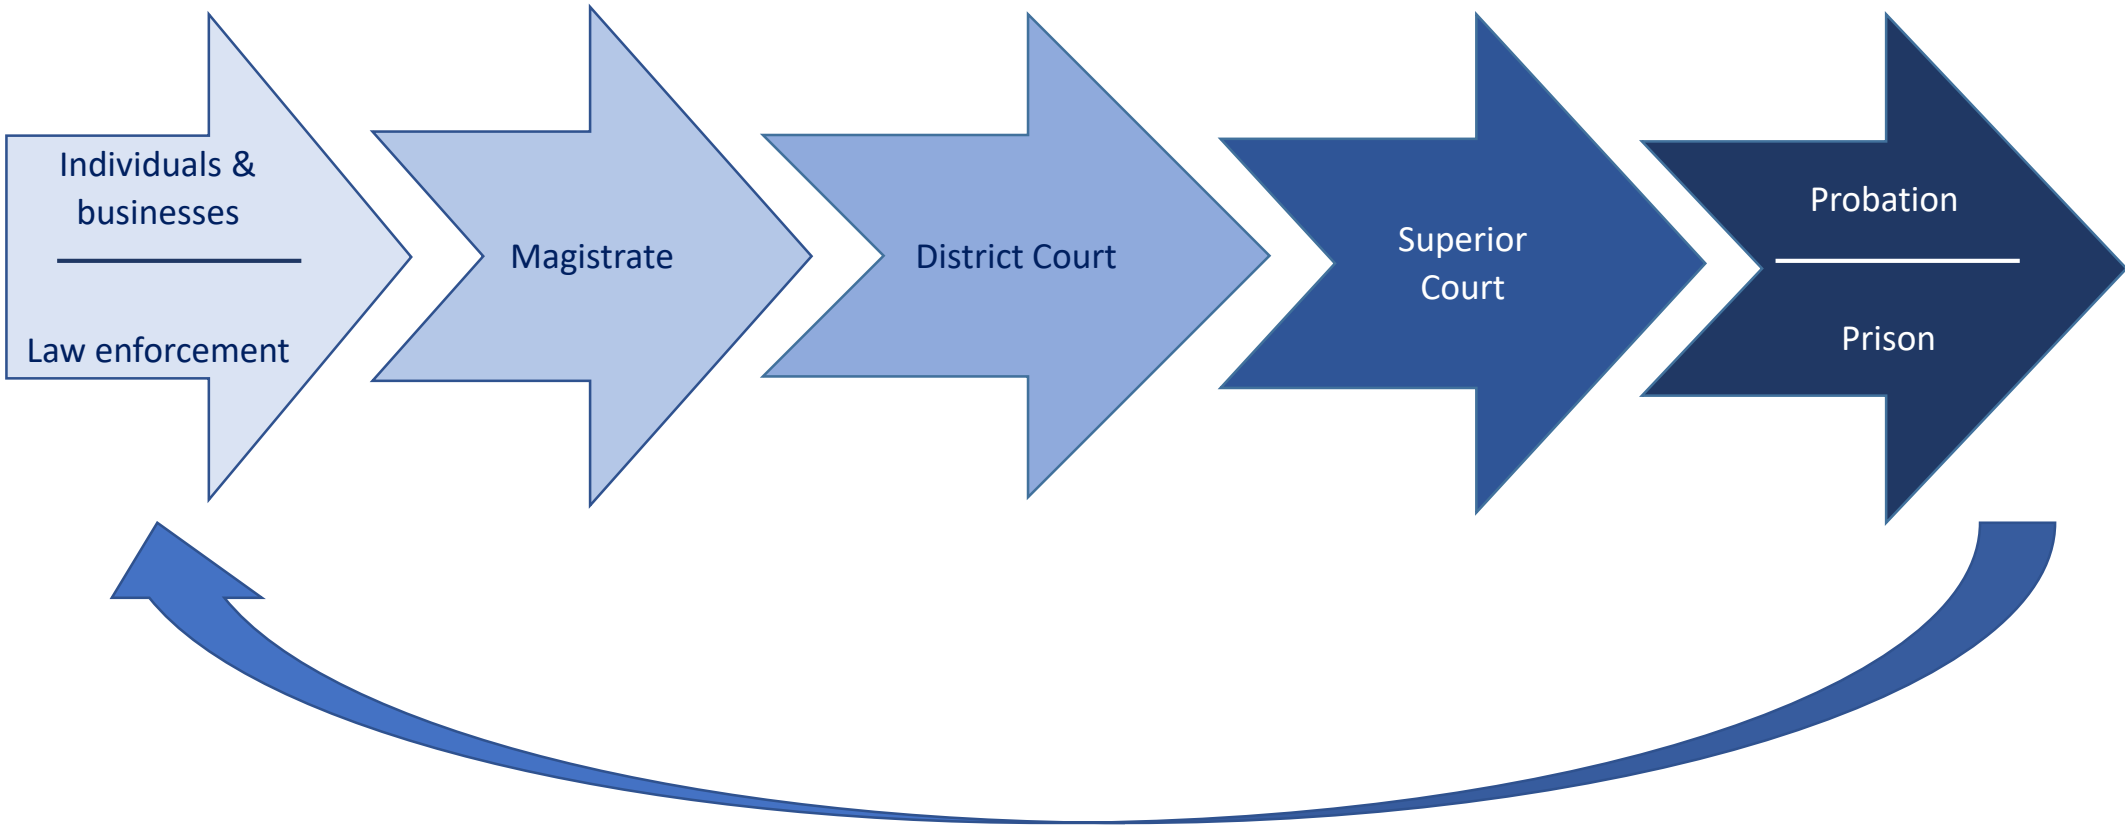 Individuals &
businesses
Law enforcement
Magistrate
District Court
Superior
Court
Probation
Prison